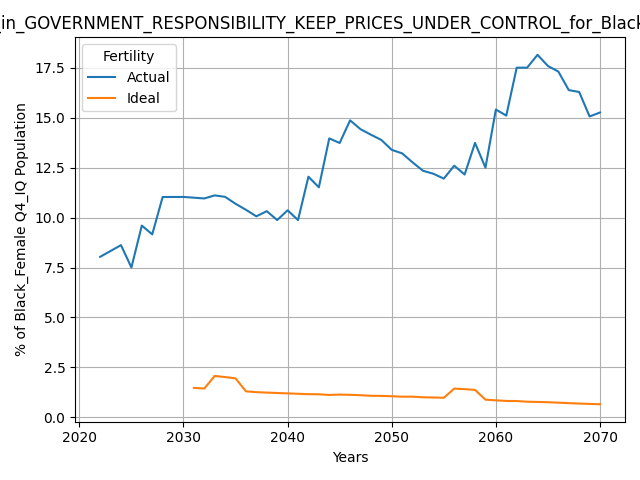 _in_GOVERNMENT_RESPONSIBILITY_KEEP_PRICES_UNDER_CONTROL_for_Black
% of Black_Female Q4_IQ Population
17.5
15.0
12.5
10.0
7.5
5.0
2.5
0.0
Fertility
Actual
Ideal
2020
2030
2040
2050
2060
2070
Years